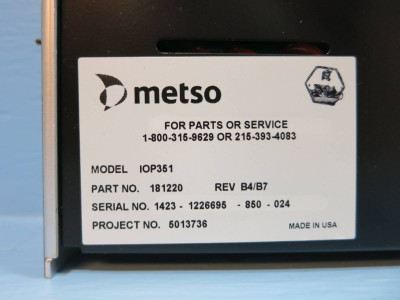 metso
FOR PARTS OR SERVICE
1-800-315-9629 OR 215-393-4083
MODEL IOP351
PART NO. 181220 REV B4/B7
SERIAL NO. 1423 - 1226695 - 850 - 024
PROJECT NO. 5013736 MADE IN USA